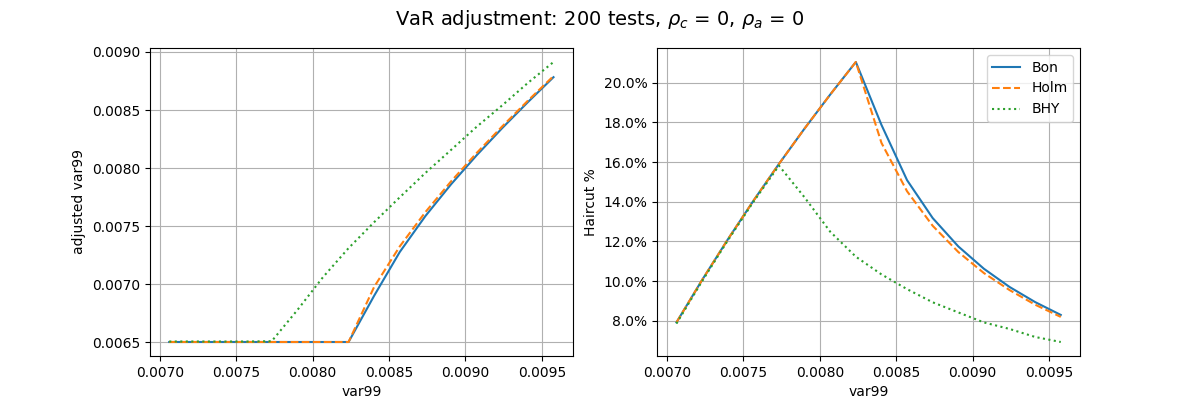 VaR adjustment: 200 tests, ρc = 0, ρa = 0
adjusted var99
0.0090
0.0085
0.0080
0.0075
0.0070
0.0065
0.0070 0.0075 0.0080 0.0085 0.0090 0.0095
var99
Haircut %
20.0%
18.0%
16.0%
14.0%
12.0%
10.0%
8.0%
0.0070 0.0075 0.0080 0.0085 0.0090 0.0095
var99
Bon
Holm
BHY